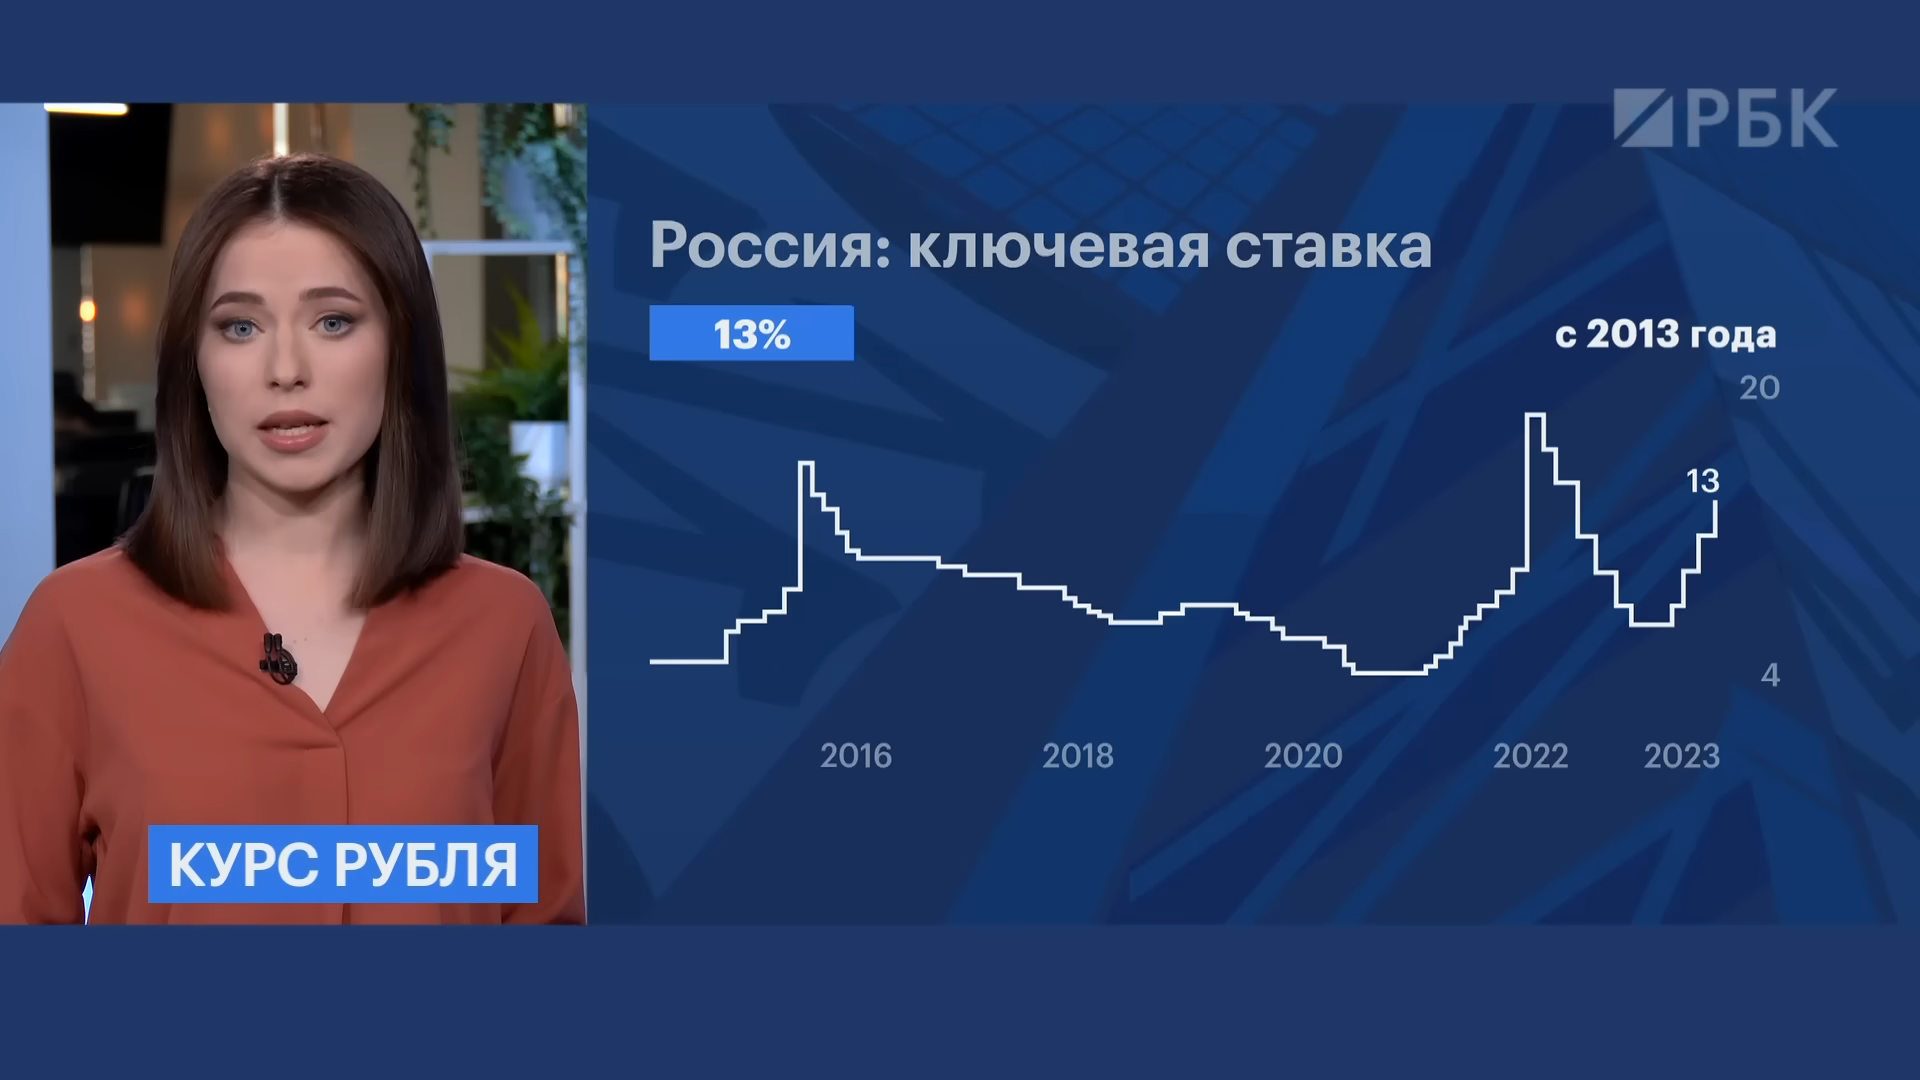 РБК
Россия: ключевая ставка
13%
с 2013 года
20
13
4
2016 2018 2020 2022 2023
КУРС РУБЛЯ